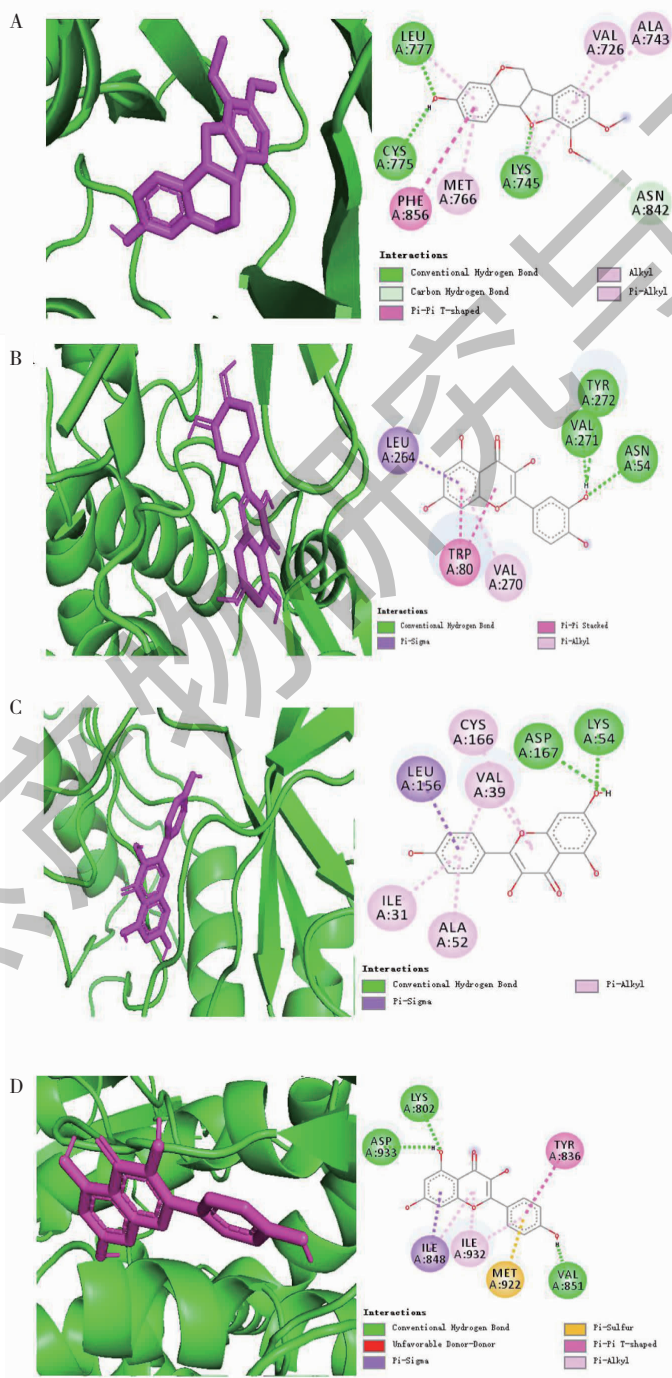 A
LEU
A:777
VAL
A:726
ALA
A:743
H
CYS
A:775
PHE
A:856
MET
A:766
LYS
A:745
ASN
A:842
Interactions
Conventional Hydrogen Bond
Carbon Hydrogen Bond
Pi-Pi T-shaped
Alkyl
Pi-Alkyl
B
TYR
A:272
VAL
A:271
ASN
A:54
LEU
A:264
H
TRP
A:80
VAL
A:270
Interactions
Conventional Hydrogen Bond
Pi-Sigma
Pi-Pi Stacked
Pi-Alkyl
C
CYS
A:166
ASP
A:167
LYS
A:54
LEU
A:156
VAL
A:39
H
ILE
A:31
ALA
A:52
Interactions
Conventional Hydrogen Bond
Pi-Sigma
Pi-Alkyl
D
LYS
A:802
ASP
A:933
H
TYR
A:836
ILE
A:848
ILE
A:932
MET
A:922
H
VAL
A:851
Interactions
Conventional Hydrogen Bond
Unfavorable Donor-Donor
Pi-Sigma
Pi-Sulfur
Pi-Pi T-shaped
Pi-Alkyl
产物研究与